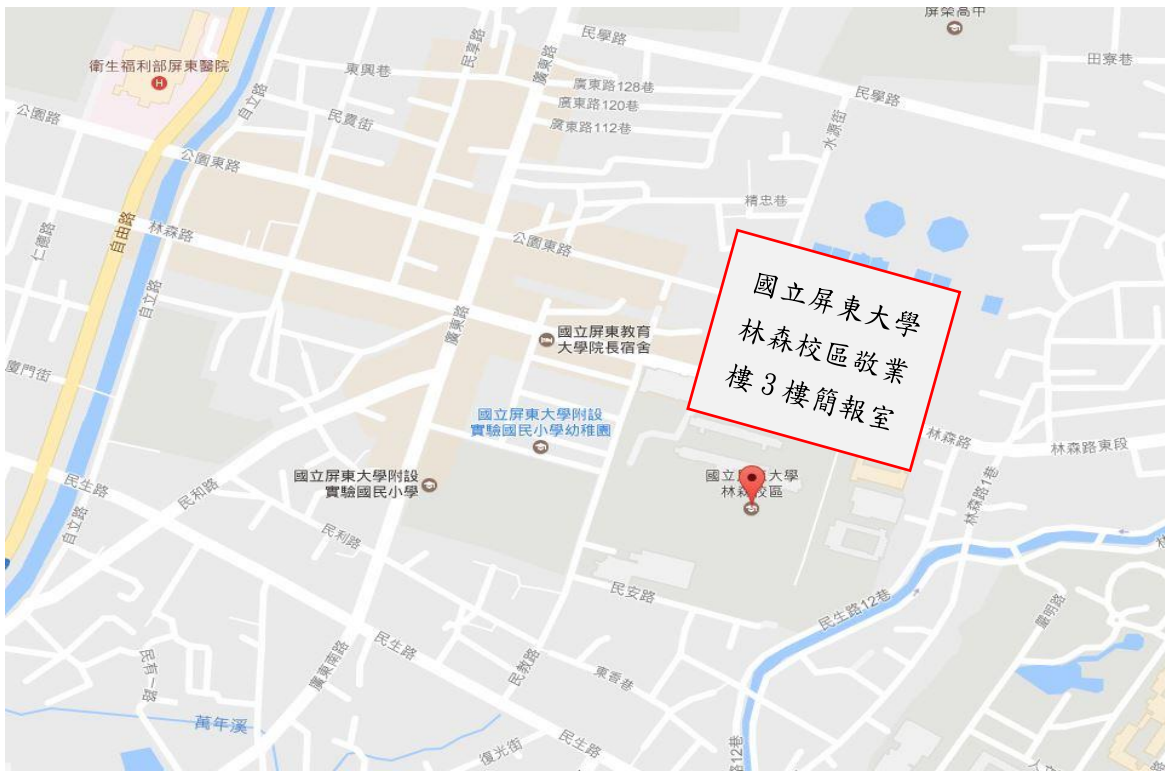 屏榮高中
民學路
田寮巷
衛生福利部屏東醫院
東興巷
民享路
廣東路
廣東路128巷
廣東路120巷
廣東路112巷
民學路
自立路
公園路
民貴街
水源街
公園東路
精忠巷
仁德路
自由路
林森路
公園東路
自立路
廣東路
國立屏東教育
大學院長宿舍
國立屏東大學
林森校區敬業
樓3樓簡報室
廈門街
國立屏東大學附設
實驗國民小學幼稚園
林森路
林森路東段
國立屏東大學附設
實驗國民小學
民生路
民和路
自立路
民利路
大學
林森校區
林森路1巷
民安路
民生路12巷
民有一路
廣東南路
民生路
民教路
東香巷
萬年溪
復光街
民生路
路12巷